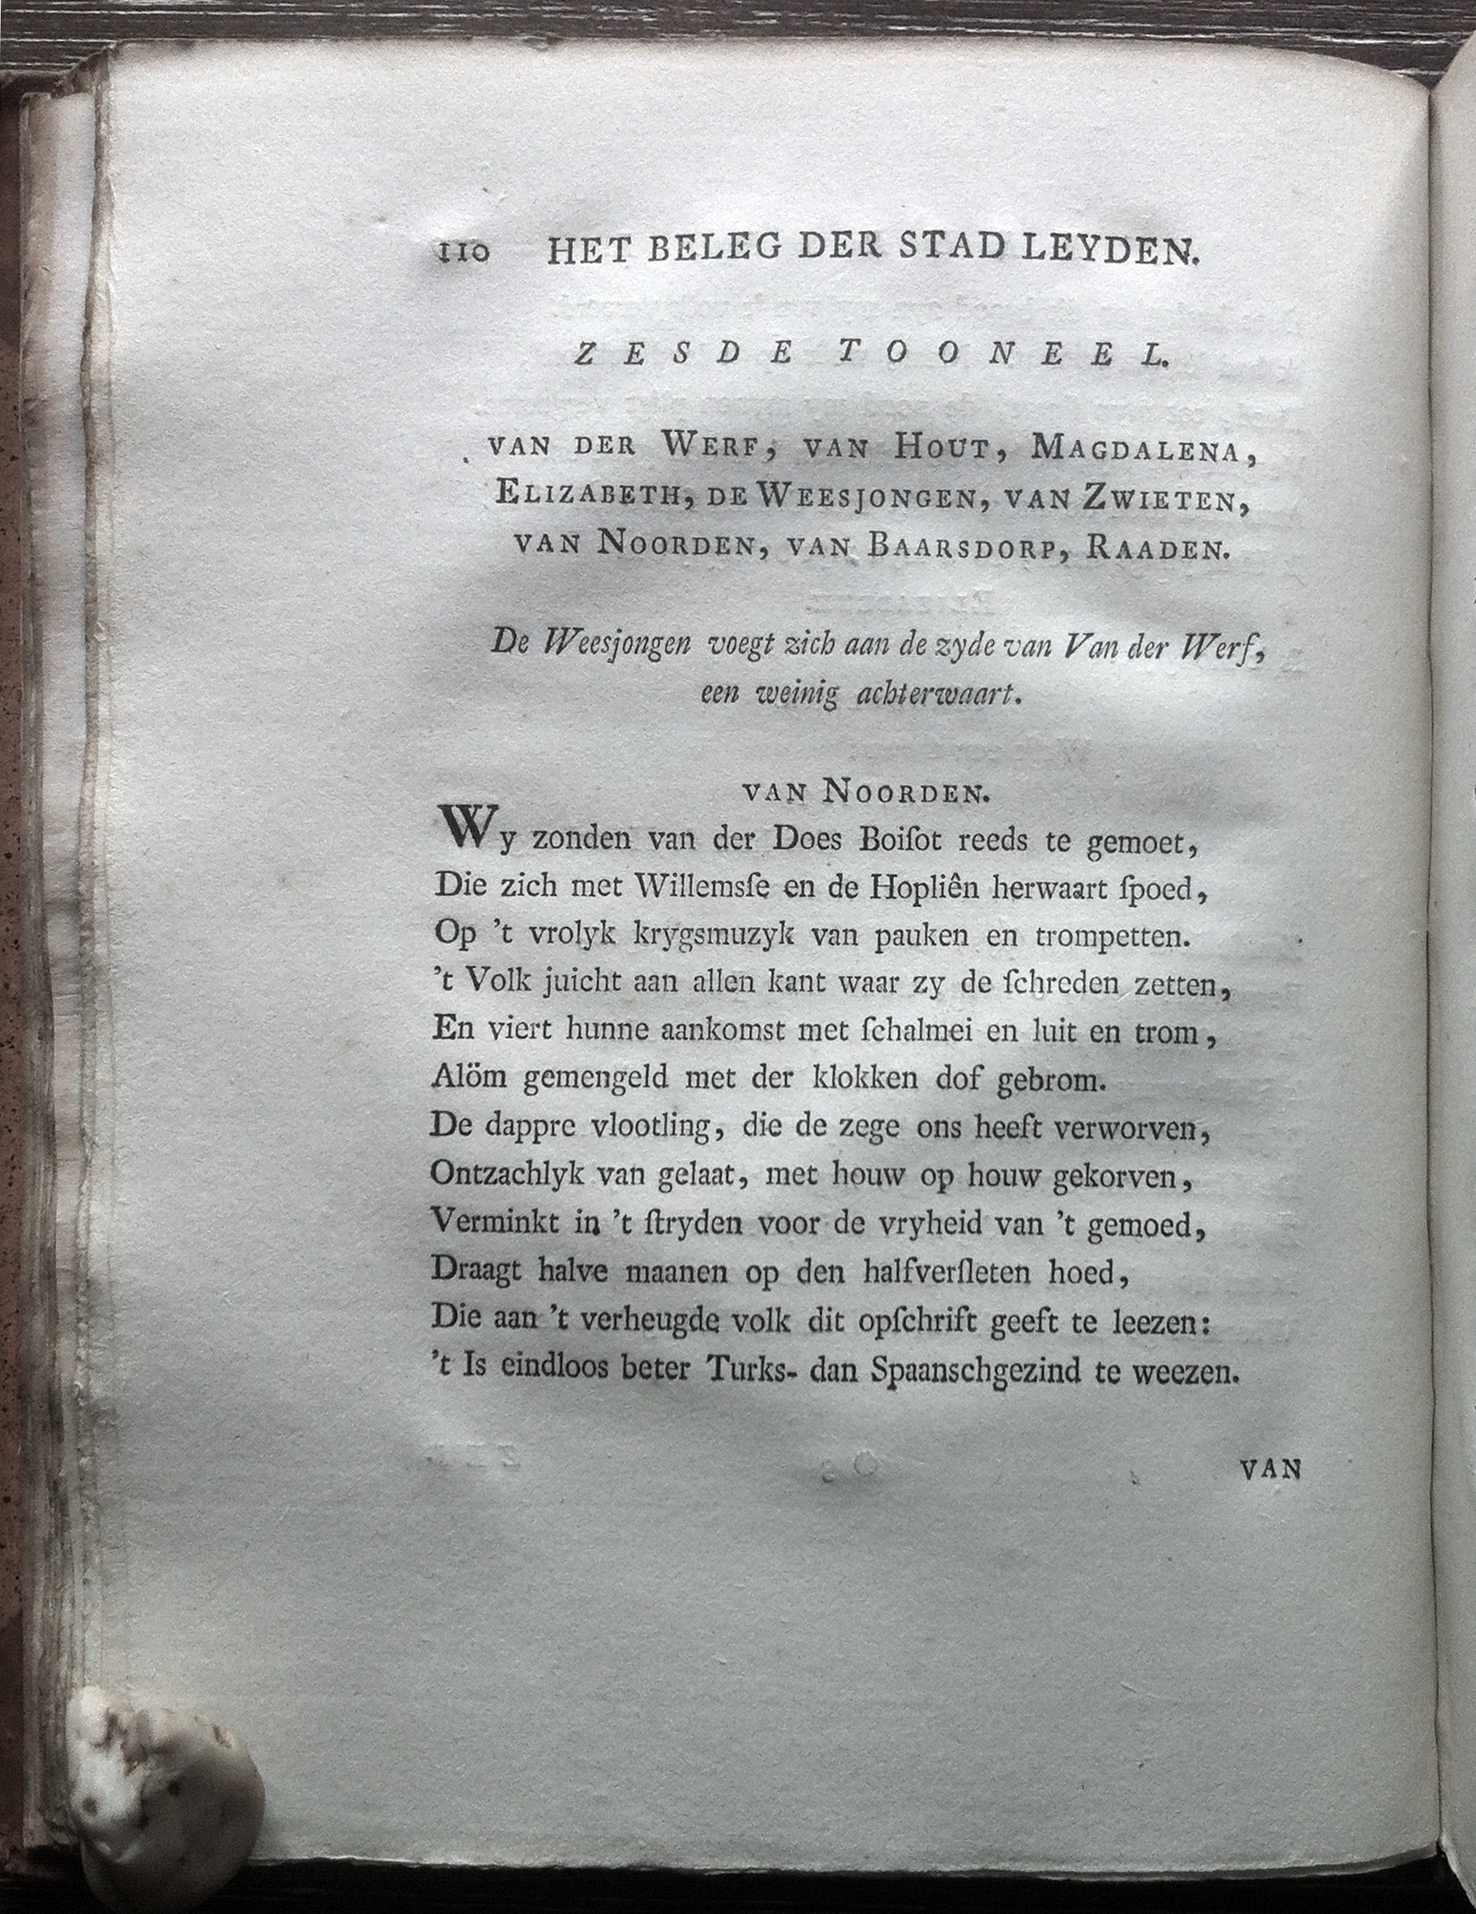 110 HET BELEG DER STAD LEYDEN.
ZESDE TOONEEL.
VAN DER WERF, VAN HOUT, MAGDALENA,
ELIZABETH, DE WEESJONGEN, VAN ZWIETEN,
VAN NOORDEN, VAN BAARSDORP, RAADEN.
De Weesjongen voegt zich aan de zyde van Van der Werf,
een weinig achterwaart.
VAN NOORDEN.
Wy zonden van der Does Boiſot reeds te gemoet,
Die zich met Willemsſe en de Hopliên herwaart ſpoed,
Op 't vrolyk krygsmuzyk van pauken en trompetten.
't Volk juicht aan allen kant waar zy de ſchreden zetten,
En viert hunne aankomst met ſchalmei en luit en trom,
Alöm gemengeld met der klokken dof gebrom.
De dappre vlootling, die de zege ons heeft verworven,
Ontzachlyk van gelaat, met houw op houw gekorven,
Verminkt in 't ſtryden voor de vryheid van 't gemoed,
Draagt halve maanen op den halfverſleten hoed,
Die aan 't verheugde volk dit opſchrift geeft te leezen:
't Is eindloos beter Turks- dan Spaanschgezind te weezen.
VAN